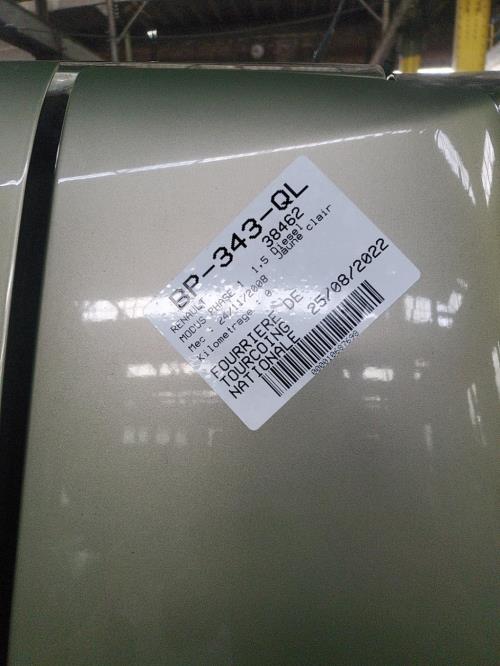 BP-343-QL
RENAULT 38462
MODUS PHASE 1 1,5 Diesel
Mec : 24/11/2008 Jaune clair
Kilometrage : 0
FOURRIERE DE 25/08/2022
TOURCOING
NATIONALE